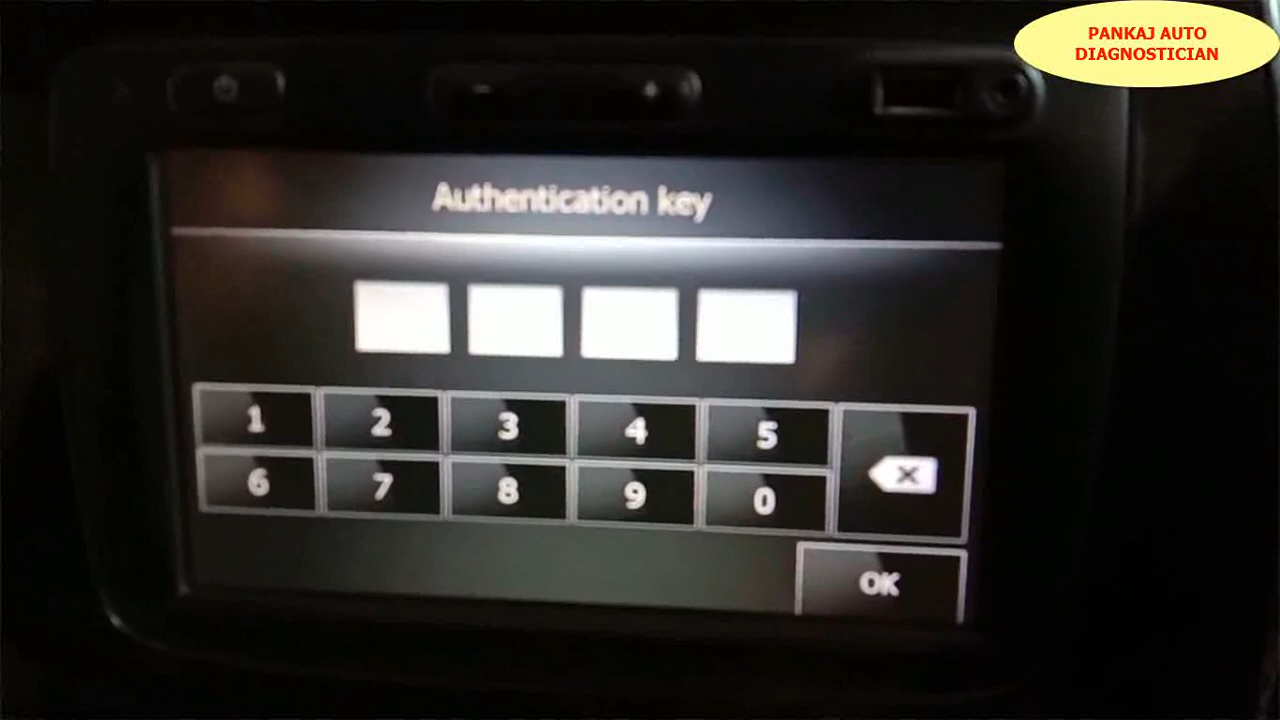 PANKAJ AUTO
DIAGNOSTICIAN
Authentication key
1 2 3 4 5
6 7 8 9 0
OK